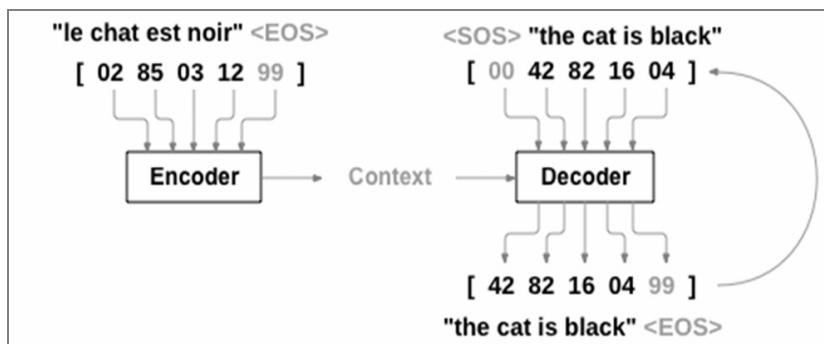 "le chat est noir" <EOS>
[ 02 85 03 12 99 ]
Encoder
Context
<SOS> "the cat is black"
[ 00 42 82 16 04 ]
Decoder
[ 42 82 16 04 99 ]
"the cat is black" <EOS>